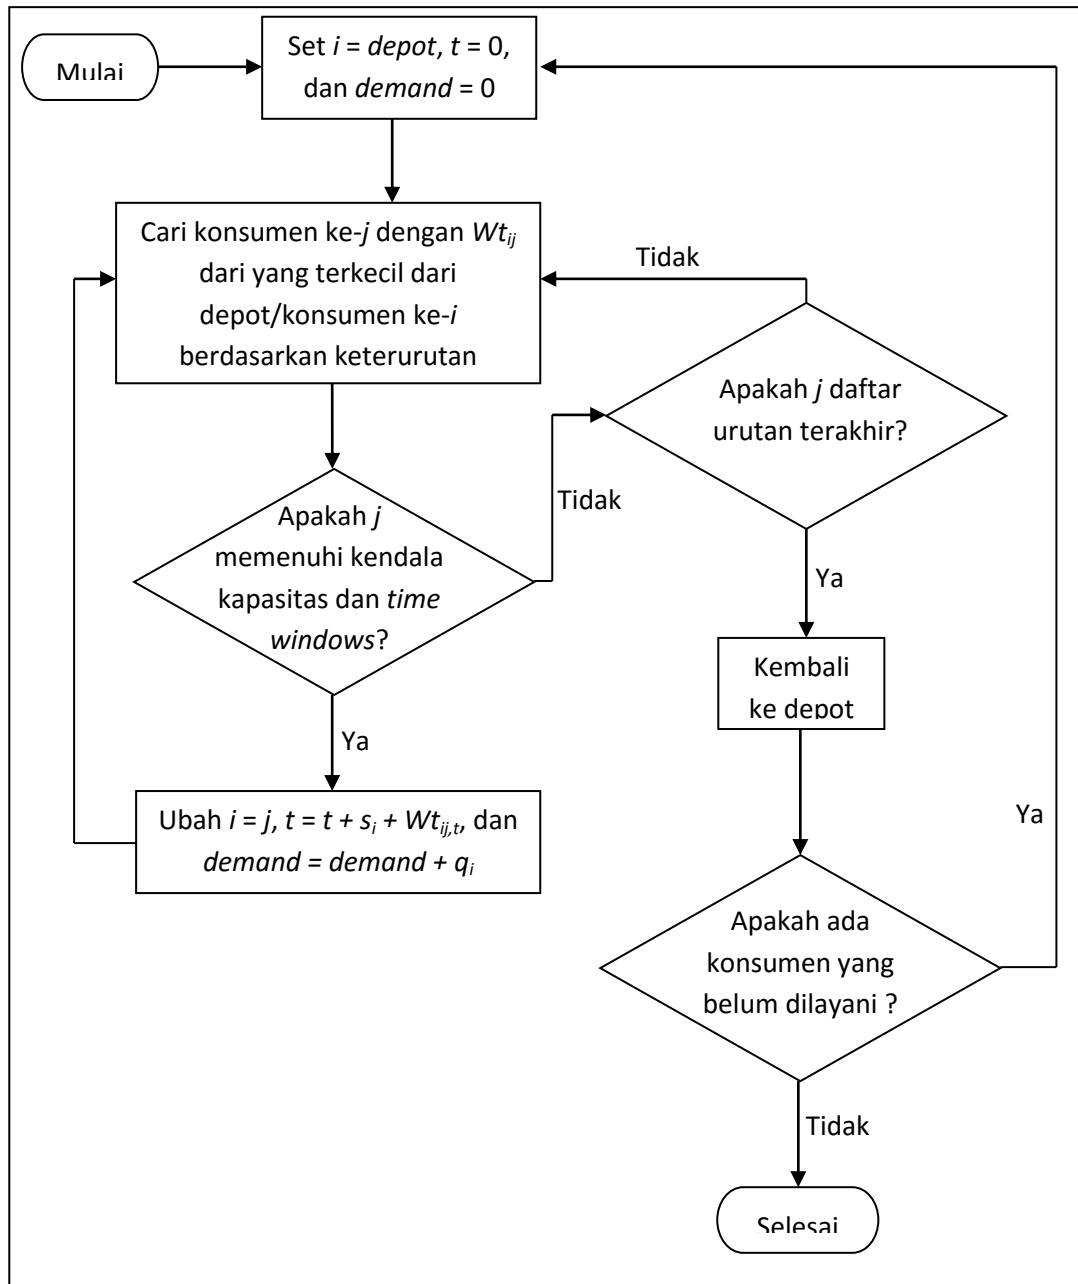 Mulai
Set i = depot, t = 0,
dan demand = 0
Cari konsumen ke-j dengan Wtij
dari yang terkecil dari
depot/konsumen ke-i
berdasarkan keterurutan
Tidak
Apakah j daftar
urutan terakhir?
Tidak
Apakah j
memenuhi kendala
kapasitas dan time
windows?
Ya
Ya
Kembali
ke depot
Ubah i = j, t = t + si + Wtij,t, dan
demand = demand + qi
Ya
Apakah ada
konsumen yang
belum dilayani ?
Tidak
Selesai